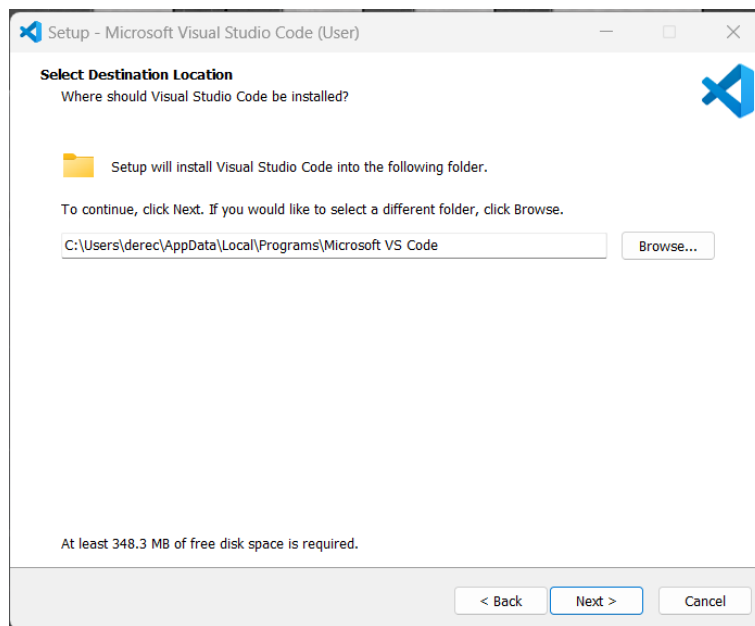 Setup - Microsoft Visual Studio Code (User)
Select Destination Location
Where should Visual Studio Code be installed?
Setup will install Visual Studio Code into the following folder.
To continue, click Next. If you would like to select a different folder, click Browse.
C:\Users\derec\AppData\Local\Programs\Microsoft VS Code
Browse...
At least 348.3 MB of free disk space is required.
< Back
Next >
Cancel